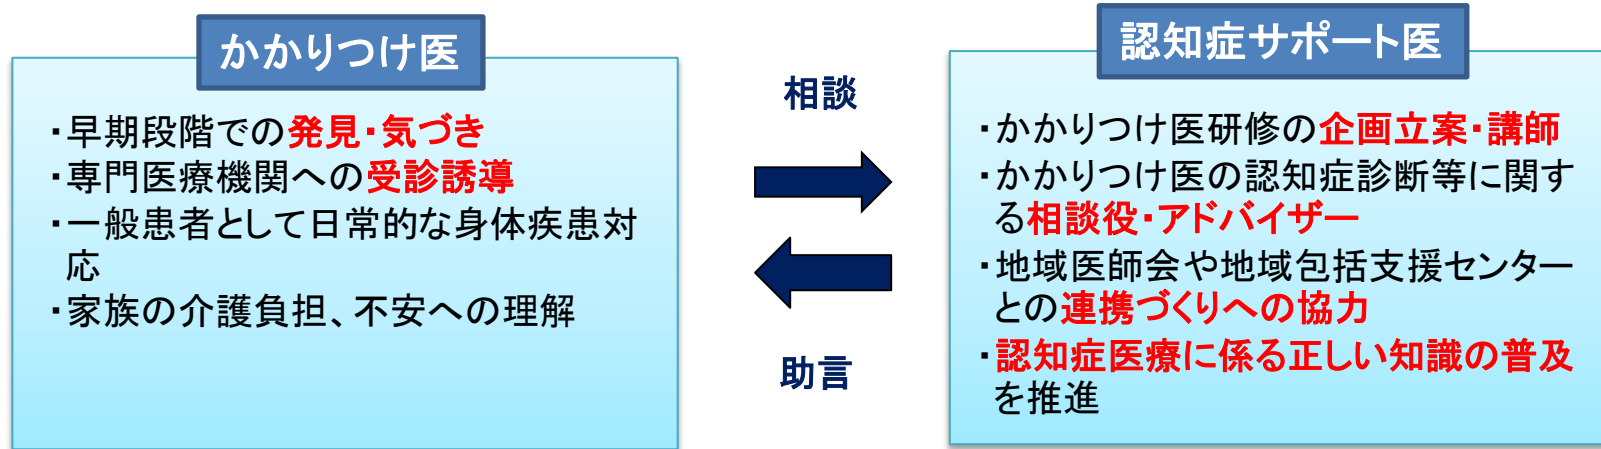 かかりつけ医
・早期段階での発見・気づき
・専門医療機関への受診誘導
・一般患者として日常的な身体疾患対
応
・家族の介護負担、不安への理解
相談
助言
認知症サポート医
・かかりつけ医研修の企画立案・講師
・かかりつけ医の認知症診断等に関す
る相談役・アドバイザー
・地域医師会や地域包括支援センター
との連携づくりへの協力
・認知症医療に係る正しい知識の普及
を推進